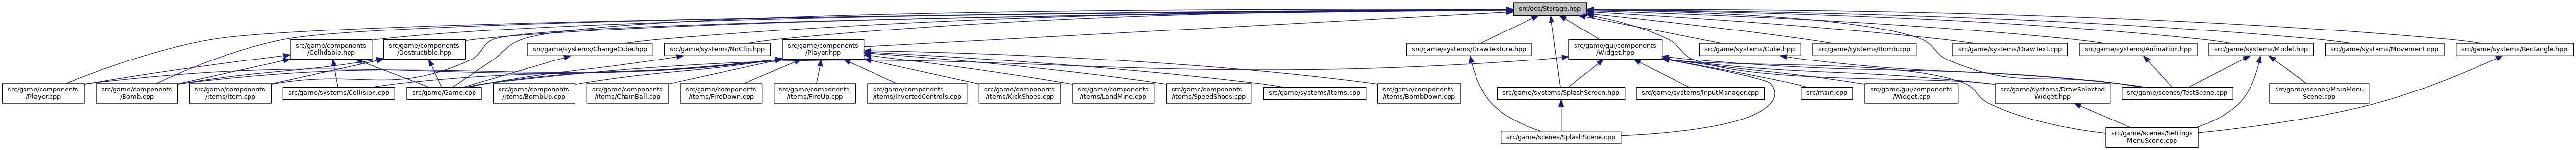 src/ecs/Storage.hpp
src/game/components
/Collidable.hpp
src/game/components
/Destructible.hpp
src/game/systems/ChangeCube.hpp
src/game/systems/NoClip.hpp
src/game/components
/Player.hpp
src/game/systems/DrawTexture.hpp
src/game/gui/components
/Widget.hpp
src/game/systems/Cube.hpp
src/game/systems/Bomb.cpp
src/game/systems/DrawText.cpp
src/game/systems/Animation.hpp
src/game/systems/Model.hpp
src/game/systems/Movement.cpp
src/game/systems/Rectangle.hpp
src/game/components
/Player.cpp
src/game/components
/Bomb.cpp
src/game/components
/items/Item.cpp
src/game/systems/Collision.cpp
src/game/Game.cpp
src/game/components
/items/BombUp.cpp
src/game/components
/items/ChainBall.cpp
src/game/components
/items/FireDown.cpp
src/game/components
/items/FireUp.cpp
src/game/components
/items/InvertedControls.cpp
src/game/components
/items/KickShoes.cpp
src/game/components
/items/LandMine.cpp
src/game/components
/items/SpeedShoes.cpp
src/game/systems/Items.cpp
src/game/components
/items/BombDown.cpp
src/game/systems/SplashScreen.hpp
src/game/systems/InputManager.cpp
src/main.cpp
src/game/gui/components
/Widget.cpp
src/game/systems/DrawSelected
Widget.hpp
src/game/scenes/TestScene.cpp
src/game/scenes/MainMenu
Scene.cpp
src/game/scenes/SplashScene.cpp
src/game/scenes/Settings
MenuScene.cpp